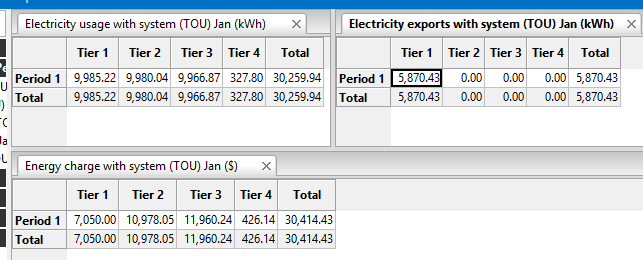 Electricity usage with system (TOU) Jan (kWh) ×
Tier 1 Tier 2 Tier 3 Tier 4 Total
Period 1 9,985.22 9,980.04 9,966.87 327.80 30,259.94
Total 9,985.22 9,980.04 9,966.87 327.80 30,259.94
Electricity exports with system (TOU) Jan (kWh) ×
Tier 1 Tier 2 Tier 3 Tier 4 Total
Period 1 5,870.43 0.00 0.00 0.00 5,870.43
Total 5,870.43 0.00 0.00 0.00 5,870.43
Energy charge with system (TOU) Jan ($) ×
Tier 1 Tier 2 Tier 3 Tier 4 Total
Period 1 7,050.00 10,978.05 11,960.24 426.14 30,414.43
Total 7,050.00 10,978.05 11,960.24 426.14 30,414.43